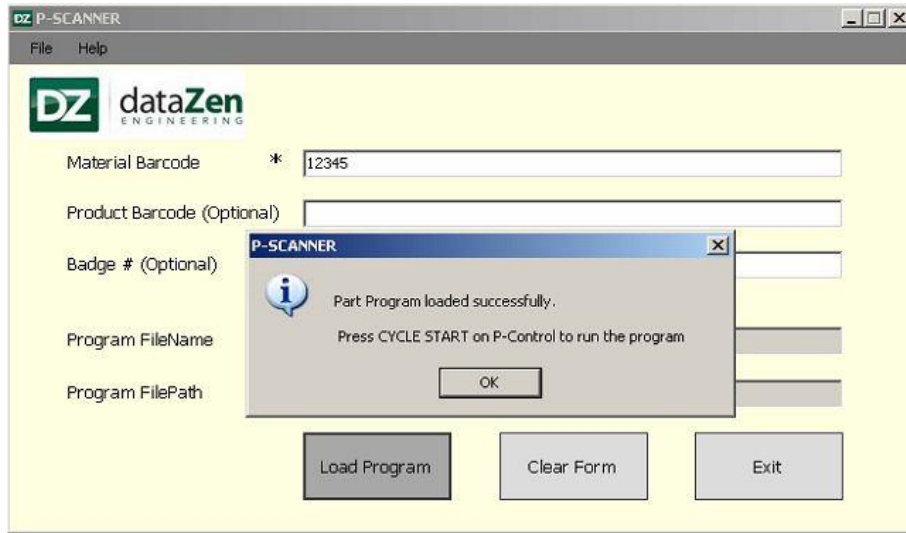 DZ P-SCANNER
File Help
DZ dataZen
ENGINEERING
Material Barcode * 12345
Product Barcode (Optional)
Badge # (Optional)
P-SCANNER
Part Program loaded successfully.
Press CYCLE START on P-Control to run the program
OK
Program FileName
Program FilePath
Load Program Clear Form Exit